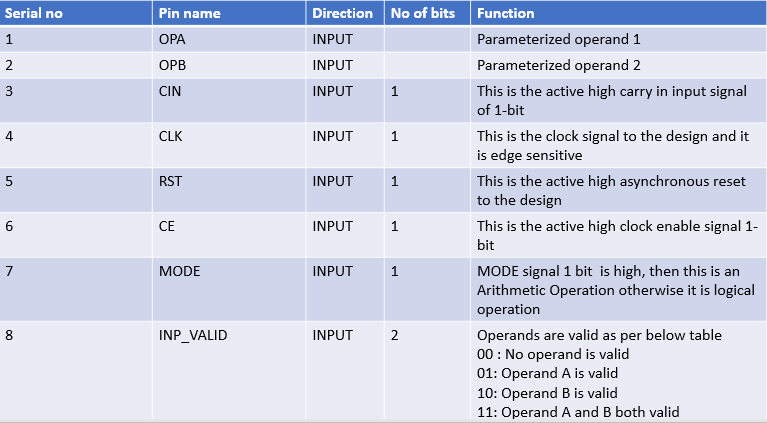 Serial no Pin name Direction No of bits Function
1 OPA INPUT Parameterized operand 1
2 OPB INPUT Parameterized operand 2
3 CIN INPUT 1 This is the active high carry in input signal
of 1-bit
4 CLK INPUT 1 This is the clock signal to the design and it
is edge sensitive
5 RST INPUT 1 This is the active high asynchronous reset
to the design
6 CE INPUT 1 This is the active high clock enable signal 1-
bit
7 MODE INPUT 1 MODE signal 1 bit is high, then this is an
Arithmetic Operation otherwise it is logical
operation
8 INP_VALID INPUT 2 Operands are valid as per below table
00 : No operand is valid
01: Operand A is valid
10: Operand B is valid
11: Operand A and B both valid